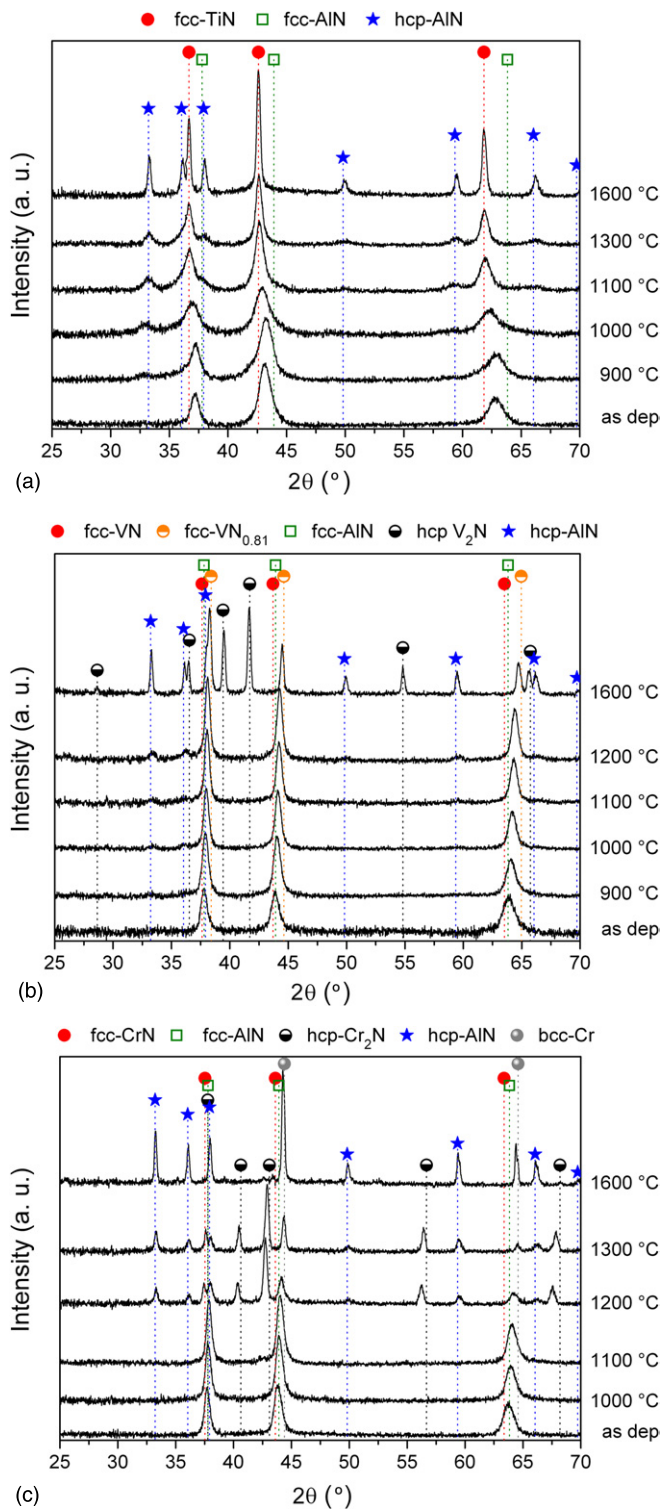 fcc-TiN fcc-AlN hcp-AlN
Intensity (a. u.)
1600 °C
1300 °C
1100 °C
1000 °C
900 °C
as depo
25 30 35 40 45 50 55 60 65 70
2θ (°)
(a)
fcc-VN fcc-VN0.81 fcc-AlN hcp V2N hcp-AlN
Intensity (a. u.)
1600 °C
1200 °C
1100 °C
1000 °C
900 °C
as depo
25 30 35 40 45 50 55 60 65 70
2θ (°)
(b)
fcc-CrN fcc-AlN hcp-Cr2N hcp-AlN bcc-Cr
Intensity (a. u.)
1600 °C
1300 °C
1200 °C
1100 °C
1000 °C
as depo
25 30 35 40 45 50 55 60 65 70
2θ (°)
(c)